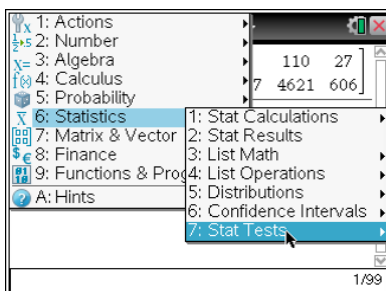 1: Actions
2: Number
3: Algebra
4: Calculus
5: Probability
6: Statistics
7: Matrix & Vector
8: Finance
9: Functions & Prog
A: Hints
110 27
7 4621 606
1: Stat Calculations
2: Stat Results
3: List Math
4: List Operations
5: Distributions
6: Confidence Intervals
7: Stat Tests
1/99